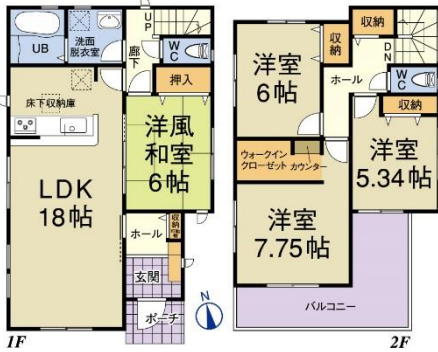 UB
洗面
脱衣室
UP
廊下
WC
押入
床下収納庫
洋風
和室
6帖
LDK
18帖
ホール
収納
玄関
ポーチ
N
1F
収納
収納
DN
WC
ホール
洋室
6帖
収納
洋室
5.34帖
ウォークイン
クローゼット
カウンター
洋室
7.75帖
バルコニー
2F